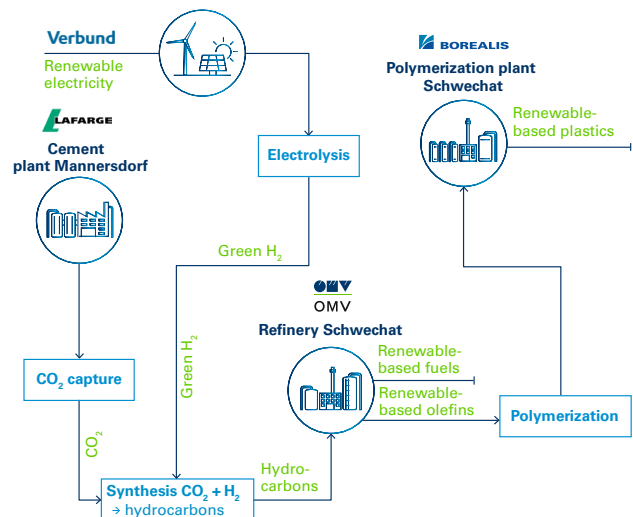 Verbund
Renewable
electricity
BOREALIS
Polymerization plant
Schwechat
Renewable-
based plastics
LAFARGE
Cement
plant Mannersdorf
Electrolysis
Green H₂
Green H₂
OMV
OMV
Refinery Schwechat
Renewable-
based fuels
Renewable-
based olefins
CO₂ capture
Polymerization
CO₂
Synthesis CO₂ + H₂
→ hydrocarbons
Hydro-
carbons